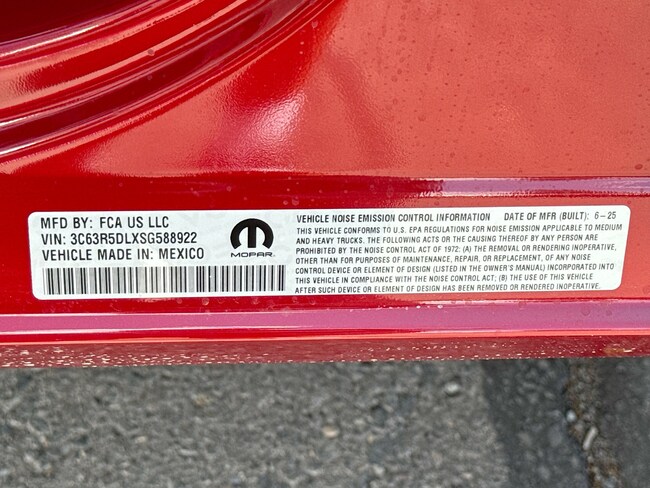 MFD BY: FCA US LLC
VIN: 3C63R5DLXSG588922
VEHICLE MADE IN: MEXICO
MOPAR
VEHICLE NOISE EMISSION CONTROL INFORMATION DATE OF MFR (BUILT): 6-25
THIS VEHICLE CONFORMS TO U.S. EPA REGULATIONS FOR NOISE EMISSION APPLICABLE TO MEDIUM
AND HEAVY TRUCKS. THE FOLLOWING ACTS OR THE CAUSING THEREOF BY ANY PERSON ARE
PROHIBITED BY THE NOISE CONTROL ACT OF 1972: (A) THE REMOVAL OR RENDERING INOPERATIVE,
OTHER THAN FOR PURPOSES OF MAINTENANCE, REPAIR, OR REPLACEMENT, OF ANY NOISE
CONTROL DEVICE OR ELEMENT OF DESIGN (LISTED IN THE OWNER'S MANUAL) INCORPORATED INTO
THIS VEHICLE IN COMPLIANCE WITH THE NOISE CONTROL ACT; (B) THE USE OF THIS VEHICLE
AFTER SUCH DEVICE OR ELEMENT OF DESIGN HAS BEEN REMOVED OR RENDERED INOPERATIVE.